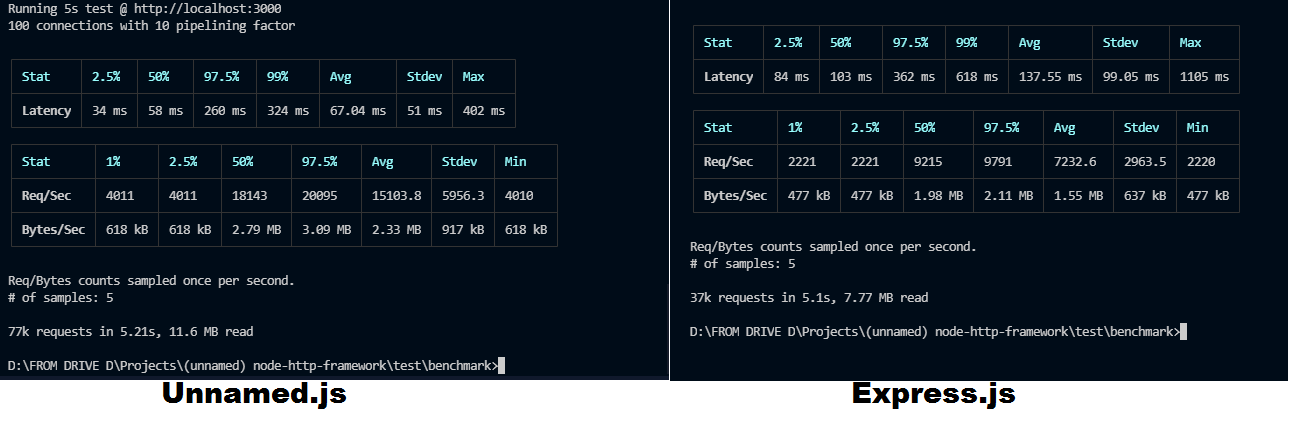 Running 5s test @ http://localhost:3000
100 connections with 10 pipelining factor
Stat 2.5% 50% 97.5% 99% Avg Stdev Max
Latency 34 ms 58 ms 260 ms 324 ms 67.04 ms 51 ms 402 ms
Stat 1% 2.5% 50% 97.5% Avg Stdev Min
Req/Sec 4011 4011 18143 20095 15103.8 5956.3 4010
Bytes/Sec 618 kB 618 kB 2.79 MB 3.09 MB 2.33 MB 917 kB 618 kB
Req/Bytes counts sampled once per second.
# of samples: 5
77k requests in 5.21s, 11.6 MB read
D:\FROM DRIVE D\Projects\(unnamed) node-http-framework\test\benchmark>
Unnamed.js
Stat 2.5% 50% 97.5% 99% Avg Stdev Max
Latency 84 ms 103 ms 362 ms 618 ms 137.55 ms 99.05 ms 1105 ms
Stat 1% 2.5% 50% 97.5% Avg Stdev Min
Req/Sec 2221 2221 9215 9791 7232.6 2963.5 2220
Bytes/Sec 477 kB 477 kB 1.98 MB 2.11 MB 1.55 MB 637 kB 477 kB
Req/Bytes counts sampled once per second.
# of samples: 5
37k requests in 5.1s, 7.77 MB read
D:\FROM DRIVE D\Projects\(unnamed) node-http-framework\test\benchmark>
Express.js